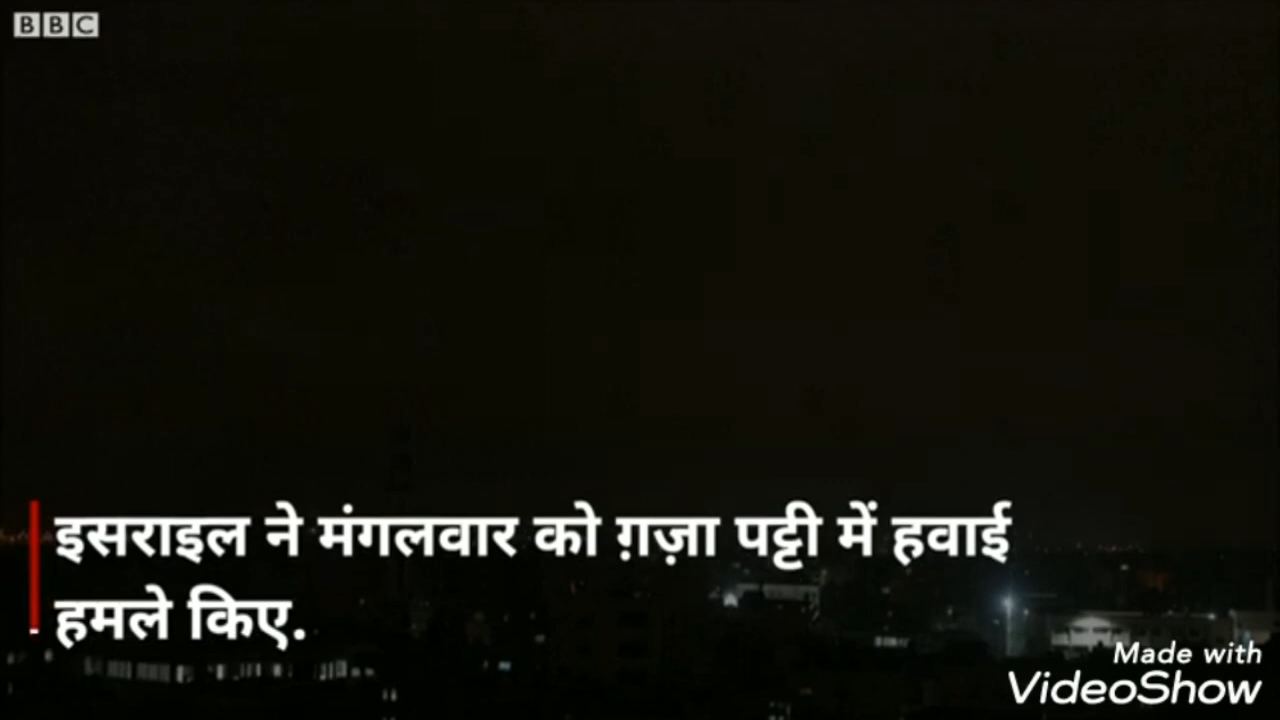 BBC
इसराइल ने मंगलवार को ग़ज़ा पट्टी में हवाई
हमले किए.
Made with
VideoShow